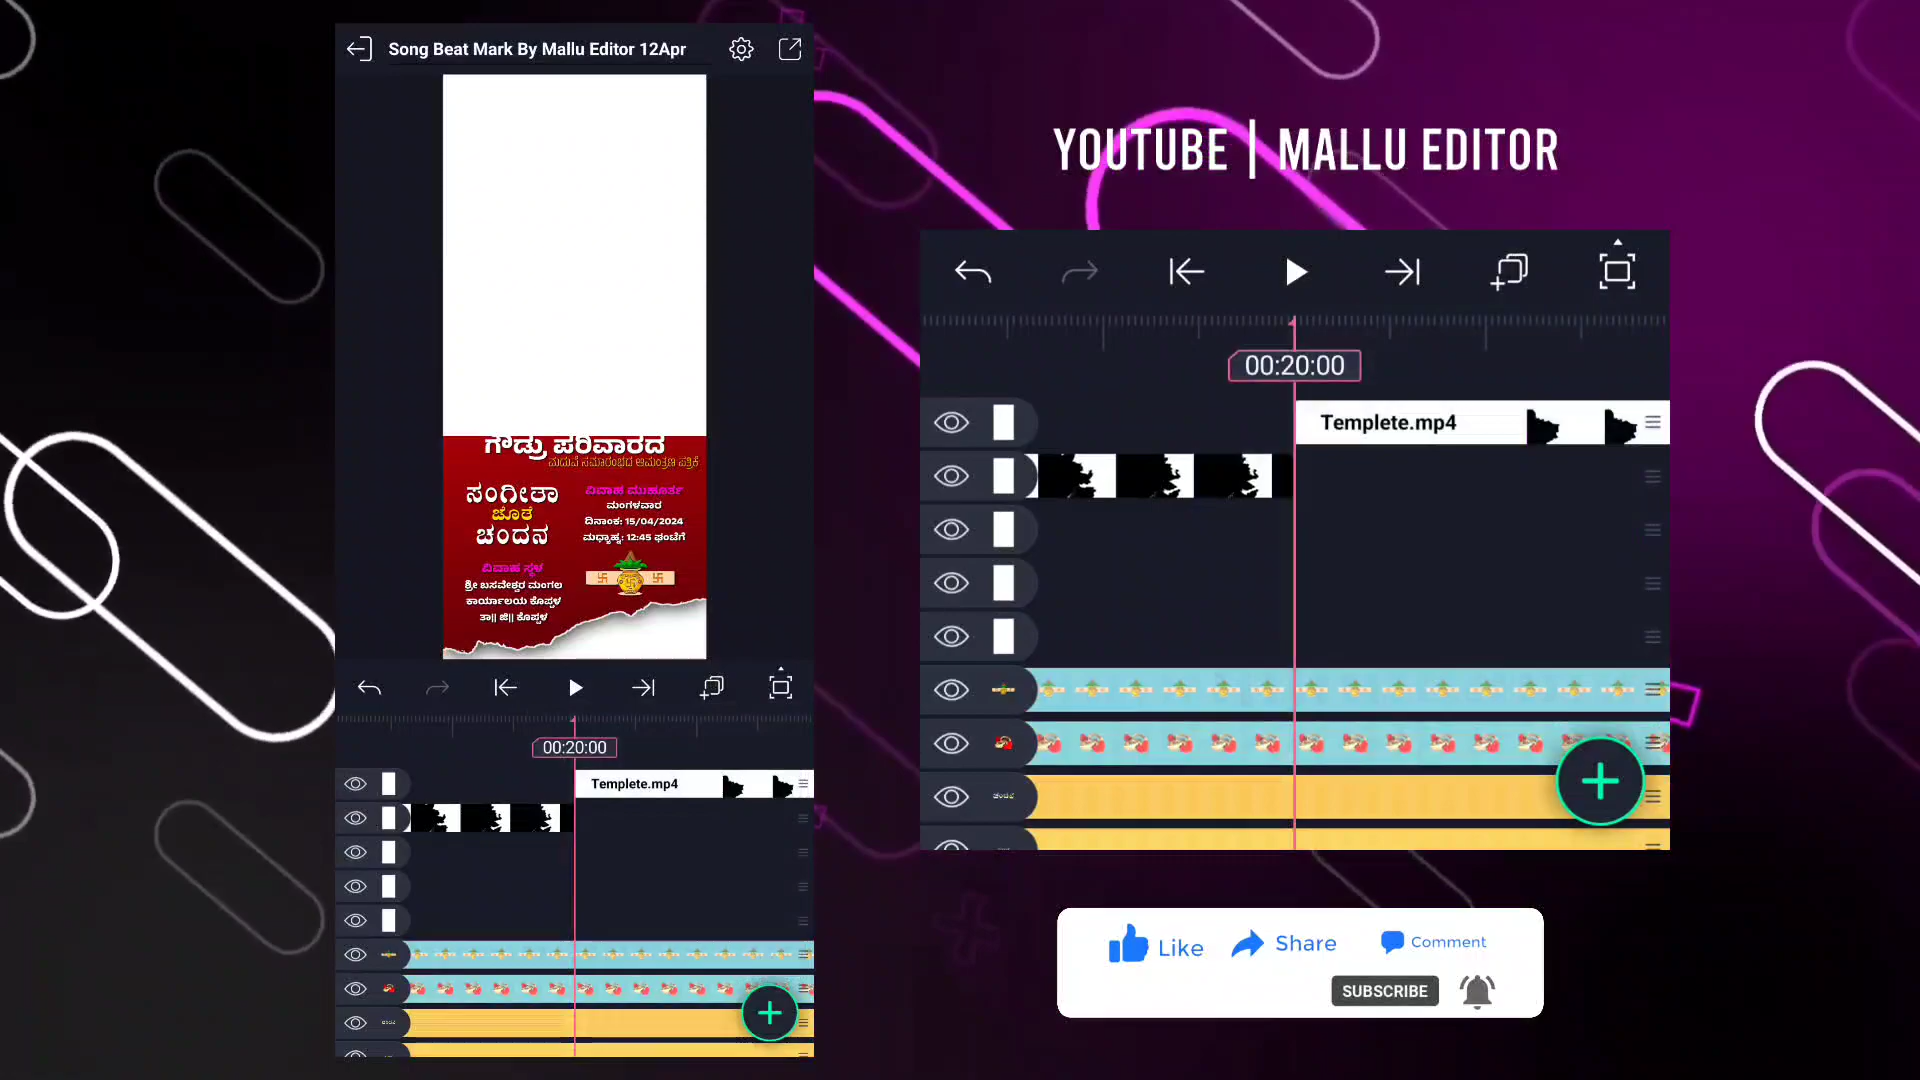 Song Beat Mark By Mallu Editor 12Apr
ಗೌಡ್ರು ಪರಿವಾರದ
ಮದುವೆ ಸಮಾರಂಭದ ಆಮಂತ್ರಣ ಪತ್ರಿಕೆ
ಸಂಗೀತಾ
ಜೊತೆ
ಚಂದನ
ವಿವಾಹ ಮುಹೂರ್ತ
ಮಂಗಳವಾರ
ದಿನಾಂಕ: 15/04/2024
ಮಧ್ಯಾಹ್ನ: 12:45 ಘಂಟೆಗೆ
ವಿವಾಹ ಸ್ಥಳ
ಶ್ರೀ ಬಸವೇಶ್ವರ ಮಂಗಲ
ಕಾರ್ಯಾಲಯ ಕೊಪ್ಪಳ
ತಾ|| ಜಿ|| ಕೊಪ್ಪಳ
00:20:00
Templete.mp4
YOUTUBE | MALLU EDITOR
00:20:00
Templete.mp4
Like Share Comment
SUBSCRIBE